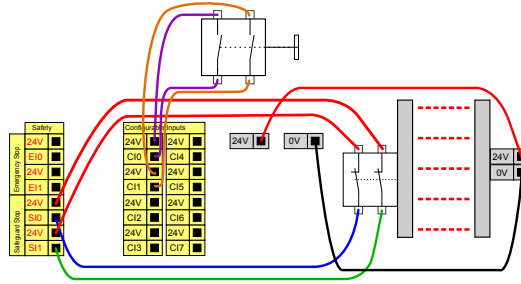 Safety
Emergency Stop
24V
EI0
24V
EI1
Safeguard Stop
24V
SI0
24V
SI1
Configurable Inputs
24V 24V
CI0 CI4
24V 24V
CI1 CI5
24V 24V
CI2 CI6
24V 24V
CI3 CI7
24V 0V
24V
0V